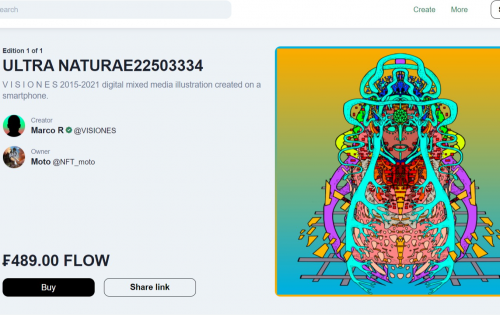 earch
Create More
Edition 1 of 1
ULTRA NATURAE22503334
V I S I O N E S 2015-2021 digital mixed media illustration created on a
smartphone.
Creator
Marco R @VISIONES
Owner
Moto @NFT_moto
₣489.00 FLOW
Buy Share link